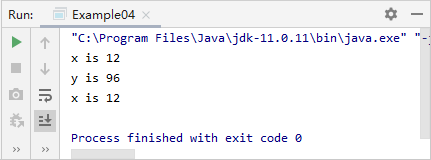 Run: Example04
"C:\Program Files\Java\jdk-11.0.11\bin\java.exe" "-j
x is 12
y is 96
x is 12
Process finished with exit code 0